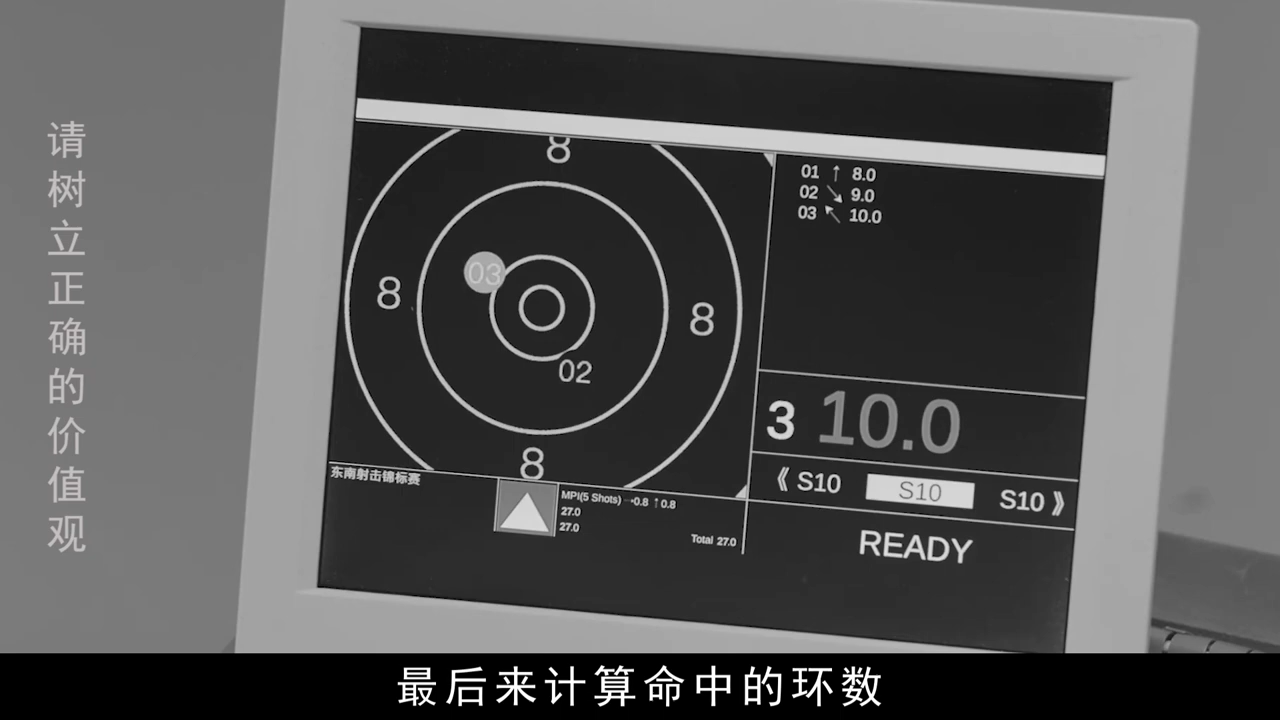 请树立正确的价值观
8
03
8
8
02
8
01 ↑ 8.0
02 ↘ 9.0
03 ↖ 10.0
3 10.0
《 S10 S10 S10 》
READY
东南射击锦标赛
MPI(5 Shots) →0.8 ↑0.8
27.0
27.0
Total 27.0
最后来计算命中的环数